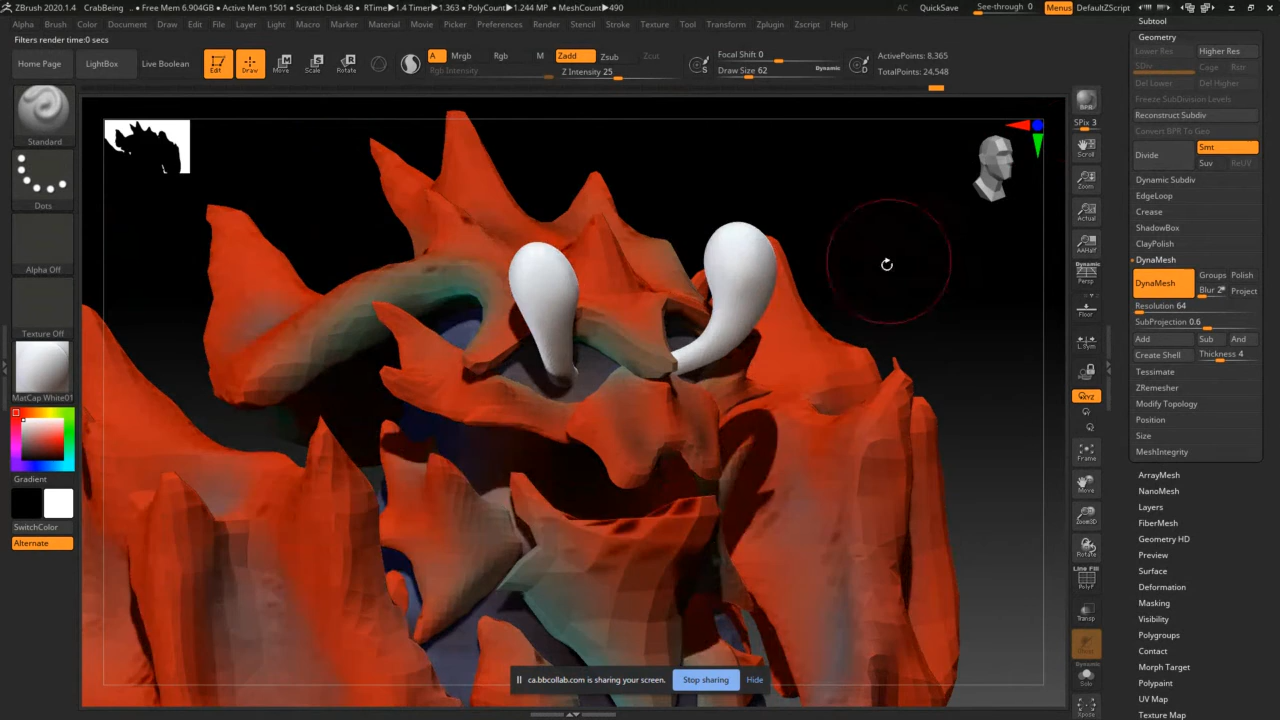 ZBrush 2020.1.4 CrabBeing .. ● Free Mem 6.904GB ● Active Mem 1501 ● Scratch Disk 48 ● RTime▶1.4 Timer▶1.363 ● PolyCount▶1.244 MP ● MeshCount▶490 AC QuickSave See-through 0 Menus DefaultZScript
Alpha Brush Color Document Draw Edit File Layer Light Macro Marker Material Movie Picker Preferences Render Stencil Stroke Texture Tool Transform Zplugin Zscript Help
Filters render time:0 secs
Home Page LightBox Live Boolean Edit Draw Move Scale Rotate
A Mrgb Rgb M Zadd Zsub Zcut
Rgb Intensity Z Intensity 25
S Focal Shift 0
Draw Size 62 Dynamic
D ActivePoints: 8,365
TotalPoints: 24,548
Standard
Dots
Alpha Off
Texture Off
MatCap White01
Gradient
SwitchColor
Alternate
BPR
SPix 3
Scroll
Zoom
Actual
AAHalf
Dynamic
Persp
Floor
L.Sym
XYZ
Frame
Move
Zoom3D
Rotate
Line Fill
PolyF
Transp
Dynamic
Solo
Xpose
Subtool
Geometry
Lower Res Higher Res
SDiv Cage Rstr
Del Lower Del Higher
Freeze SubDivision Levels
Reconstruct Subdiv
Convert BPR To Geo
Divide Smt
Suv ReUV
Dynamic Subdiv
EdgeLoop
Crease
ShadowBox
ClayPolish
DynaMesh
DynaMesh Groups Polish
Blur 2 Project
Resolution 64
SubProjection 0.6
Add Sub And
Create Shell Thickness 4
Tessimate
ZRemesher
Modify Topology
Position
Size
MeshIntegrity
ArrayMesh
NanoMesh
Layers
FiberMesh
Geometry HD
Preview
Surface
Deformation
Masking
Visibility
Polygroups
Contact
Morph Target
Polypaint
UV Map
Texture Map
ca.bbcollab.com is sharing your screen. Stop sharing Hide